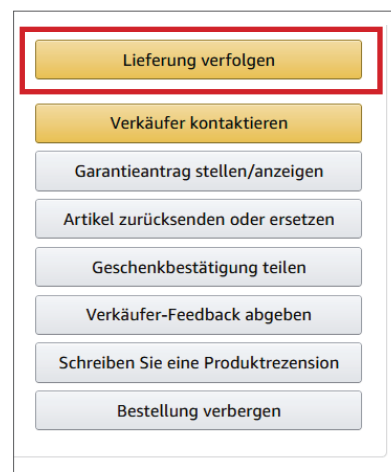 Lieferung verfolgen
Verkäufer kontaktieren
Garantieantrag stellen/anzeigen
Artikel zurücksenden oder ersetzen
Geschenkbestätigung teilen
Verkäufer-Feedback abgeben
Schreiben Sie eine Produktrezension
Bestellung verbergen